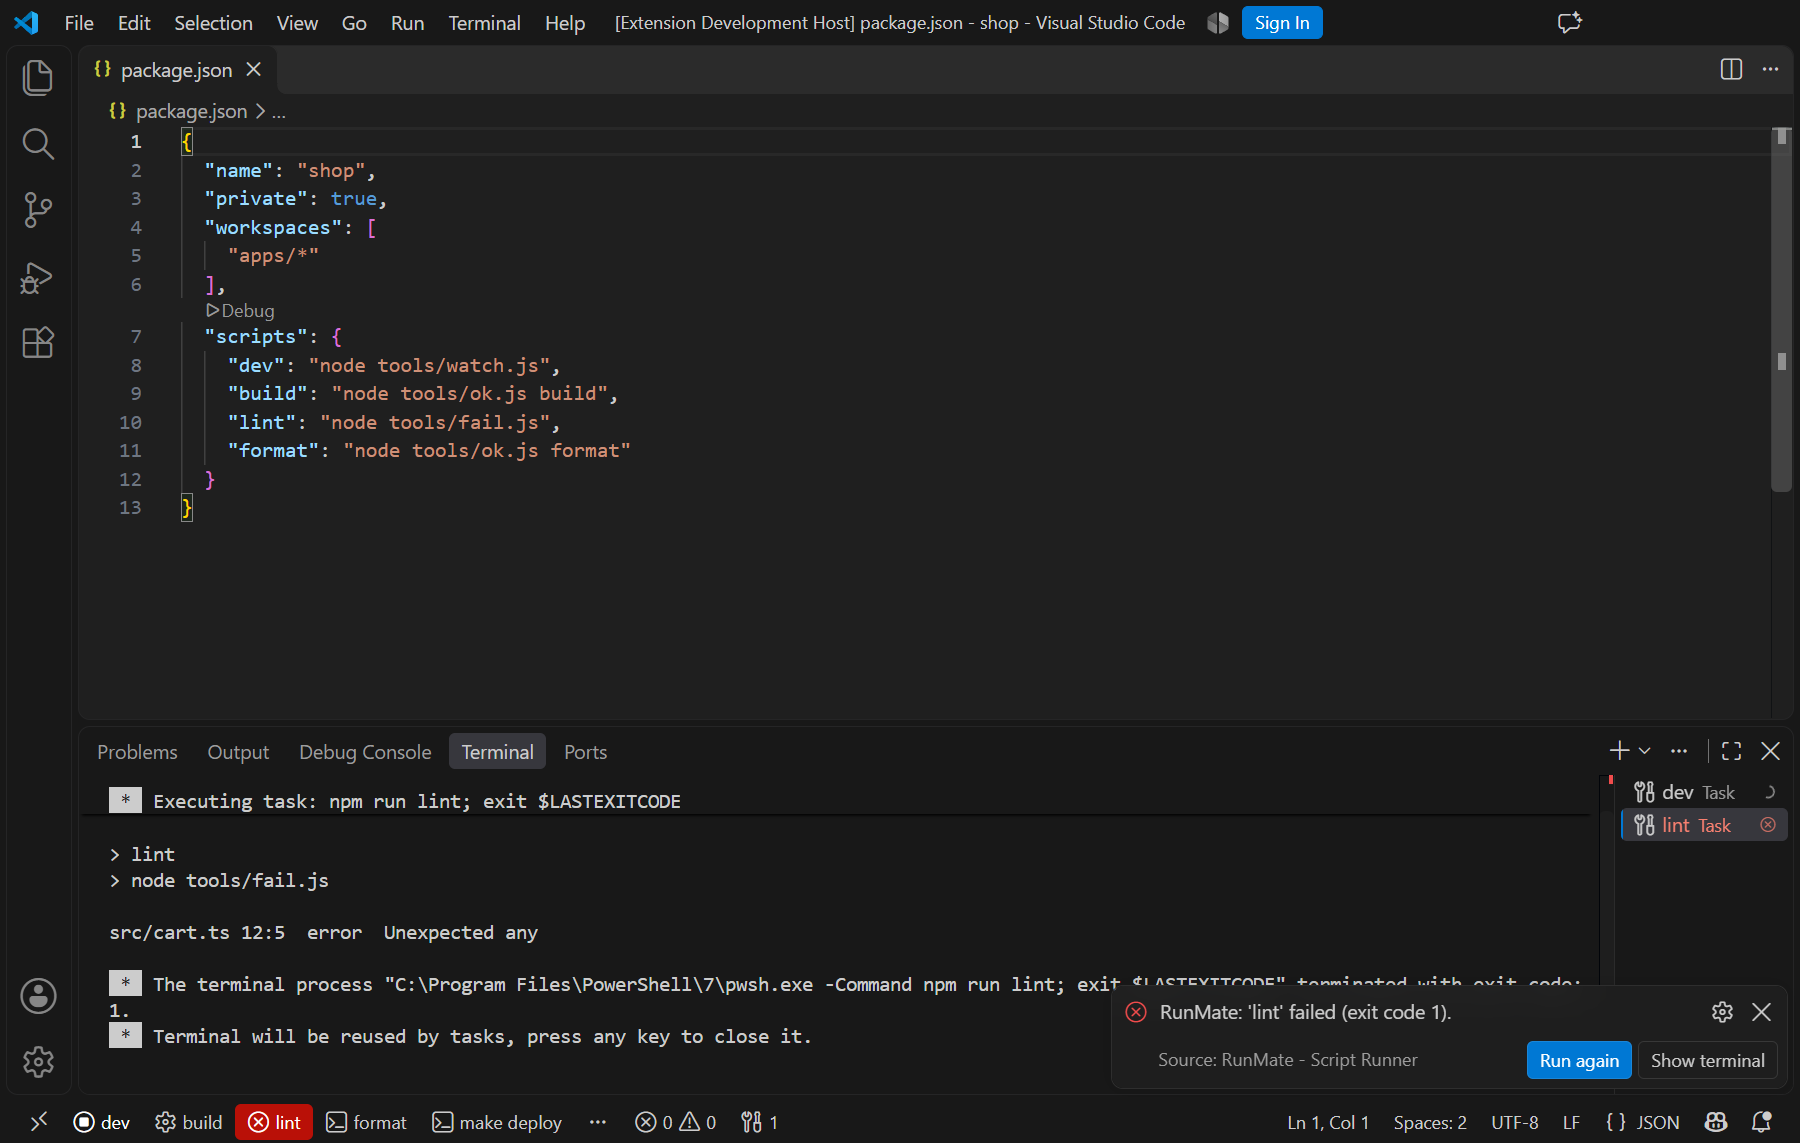 File Edit Selection View Go Run Terminal Help [Extension Development Host] package.json - shop - Visual Studio Code Sign In
package.json
package.json > ...
1 {
2 "name": "shop",
3 "private": true,
4 "workspaces": [
5 "apps/*"
6 ],
Debug
7 "scripts": {
8 "dev": "node tools/watch.js",
9 "build": "node tools/ok.js build",
10 "lint": "node tools/fail.js",
11 "format": "node tools/ok.js format"
12 }
13 }
Problems Output Debug Console Terminal Ports
* Executing task: npm run lint; exit $LASTEXITCODE
dev Task
lint Task
> lint
> node tools/fail.js
src/cart.ts 12:5 error Unexpected any
* The terminal process "C:\Program Files\PowerShell\7\pwsh.exe -Command npm run lint; exit $LASTEXITCODE" terminated with exit code:
1.
* Terminal will be reused by tasks, press any key to close it.
RunMate: 'lint' failed (exit code 1).
Source: RunMate - Script Runner Run again Show terminal
dev build lint format make deploy ... 0 0 1 Ln 1, Col 1 Spaces: 2 UTF-8 LF { } JSON